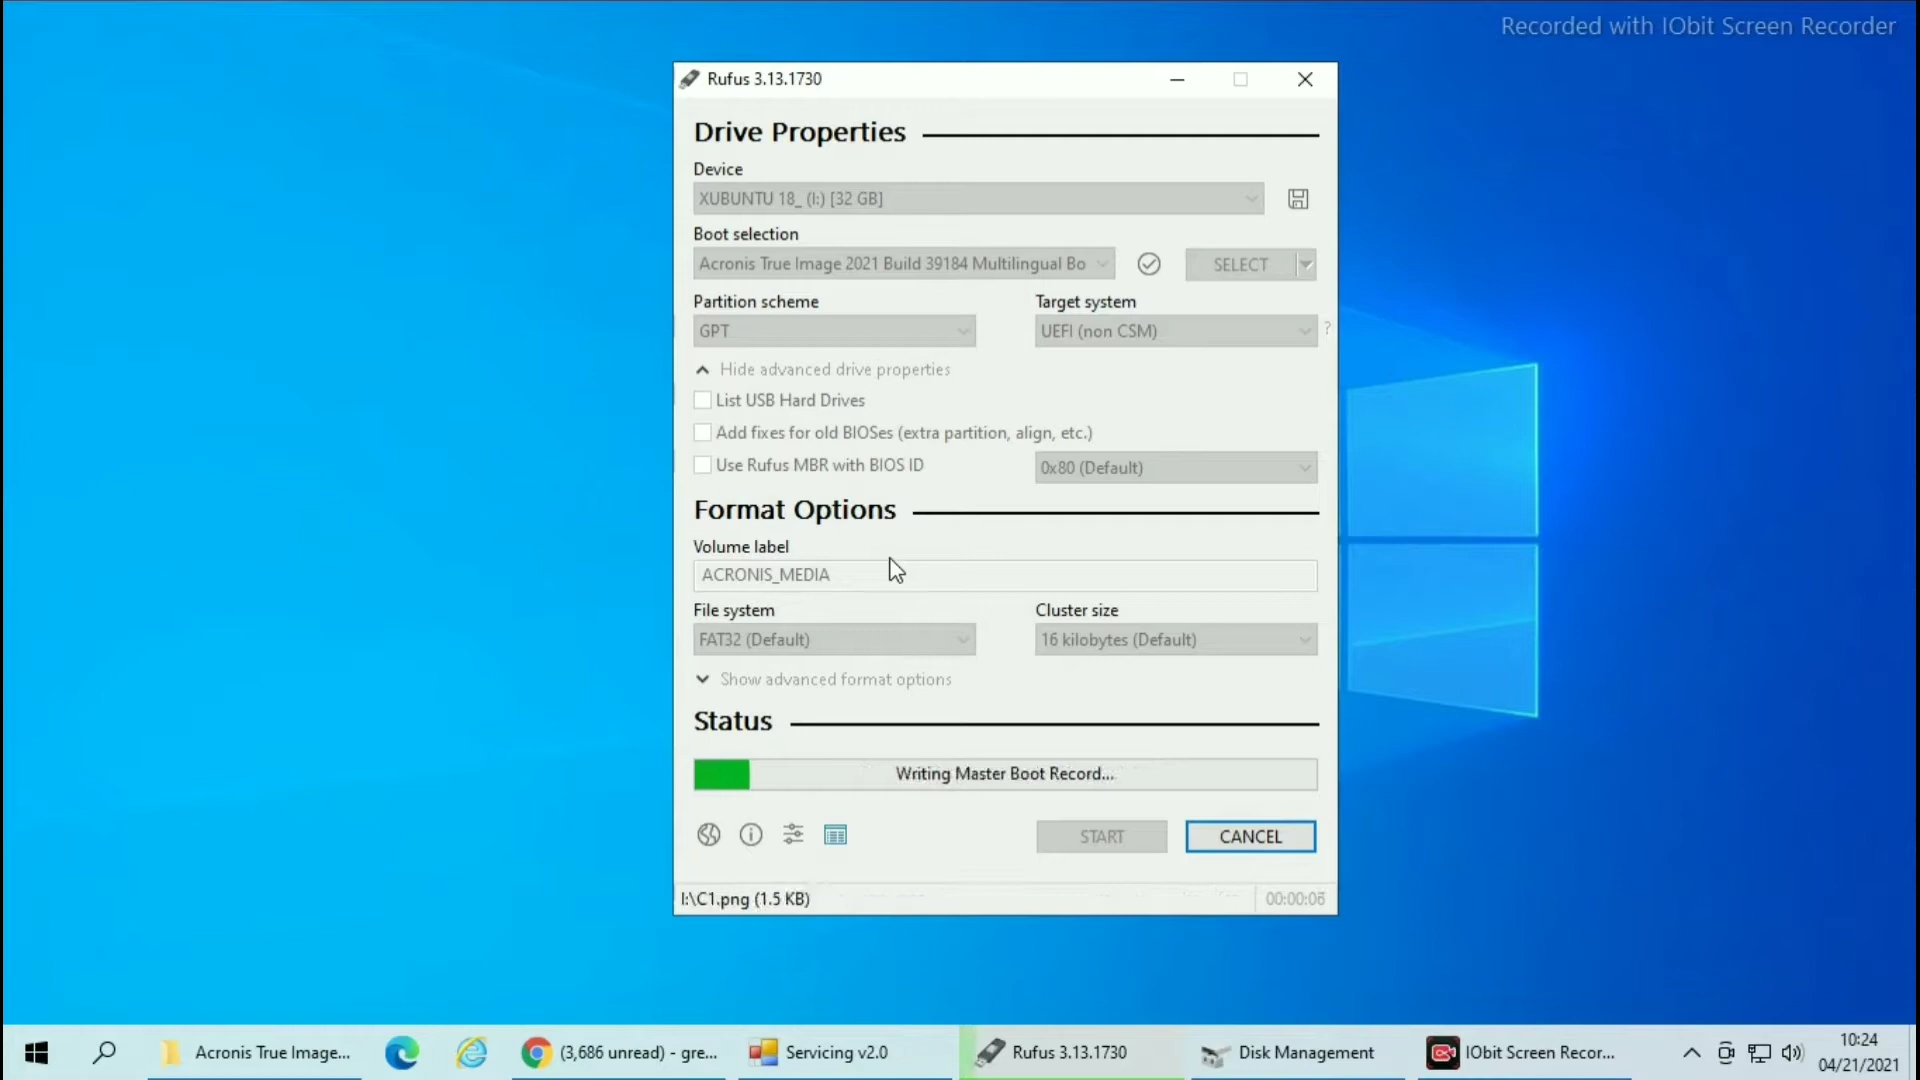 Recorded with IObit Screen Recorder
Rufus 3.13.1730
Drive Properties
Device
XUBUNTU 18_ (I:) [32 GB]
Boot selection
Acronis True Image 2021 Build 39184 Multilingual Bo
SELECT
Partition scheme
Target system
GPT
UEFI (non CSM)
?
Hide advanced drive properties
List USB Hard Drives
Add fixes for old BIOSes (extra partition, align, etc.)
Use Rufus MBR with BIOS ID
0x80 (Default)
Format Options
Volume label
ACRONIS_MEDIA
File system
Cluster size
FAT32 (Default)
16 kilobytes (Default)
Show advanced format options
Status
Writing Master Boot Record...
START
CANCEL
I:\C1.png (1.5 KB)
00:00:06
Acronis True Image...
(3,686 unread) - gre...
Servicing v2.0
Rufus 3.13.1730
Disk Management
IObit Screen Recor...
10:24
04/21/2021